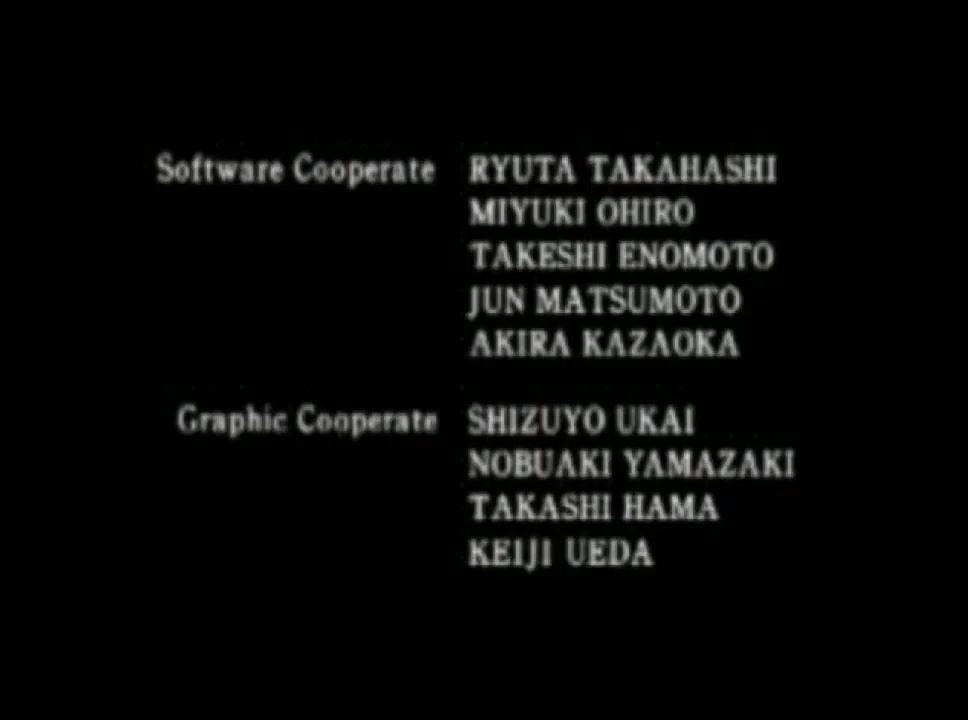 Software Cooperate RYUTA TAKAHASHI
MIYUKI OHIRO
TAKESHI ENOMOTO
JUN MATSUMOTO
AKIRA KAZAOKA
Graphic Cooperate SHIZUYO UKAI
NOBUAKI YAMAZAKI
TAKASHI HAMA
KEIJI UEDA